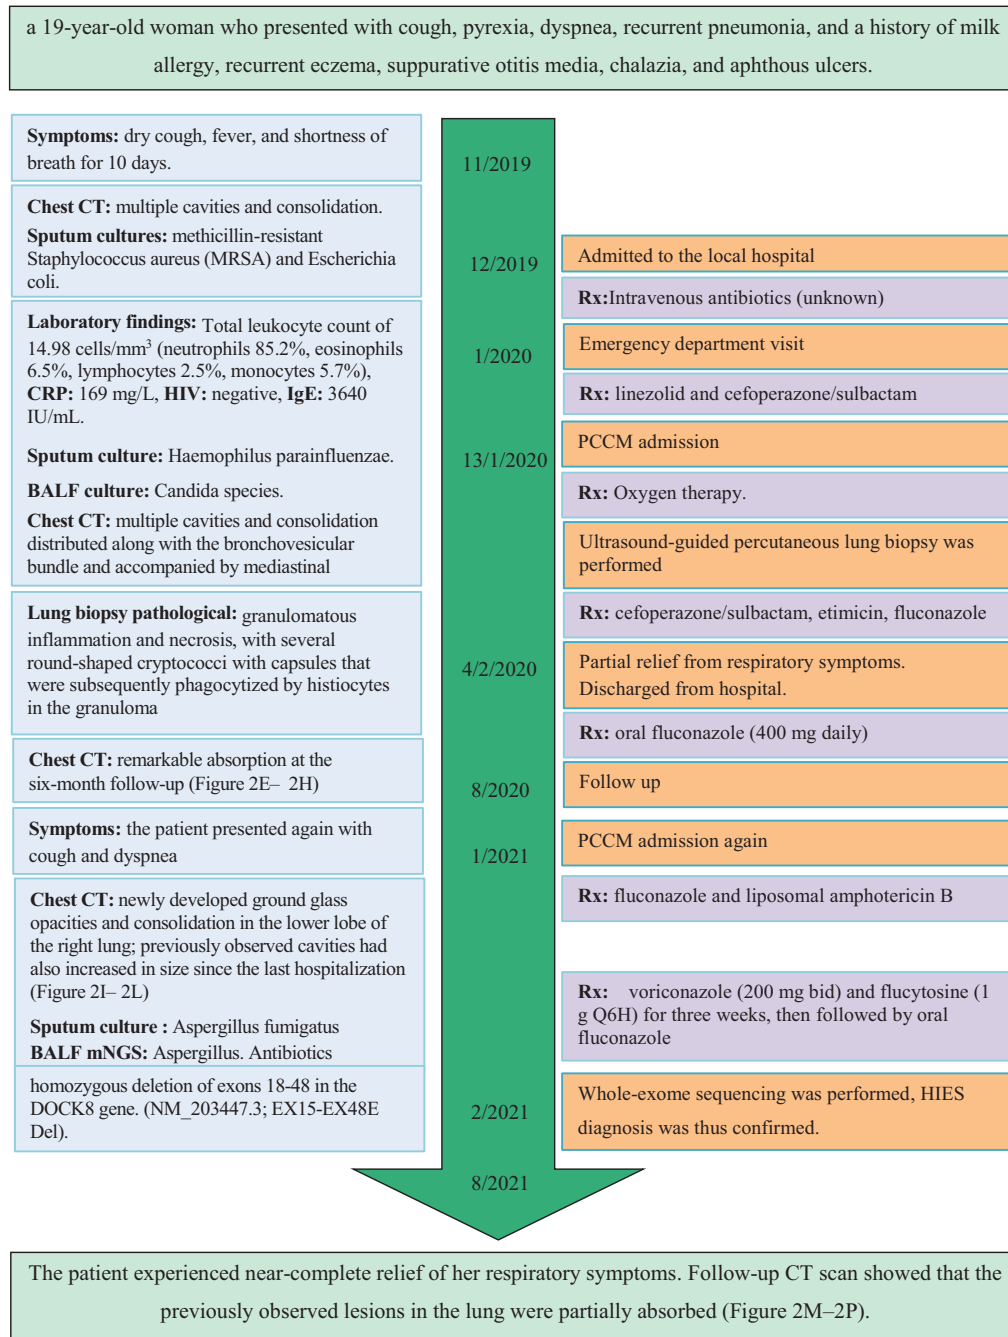 a 19-year-old woman who presented with cough, pyrexia, dyspnea, recurrent pneumonia, and a history of milk
allergy, recurrent eczema, suppurative otitis media, chalazia, and aphthous ulcers.
Symptoms: dry cough, fever, and shortness of
breath for 10 days.
11/2019
Chest CT: multiple cavities and consolidation.
Sputum cultures: methicillin-resistant
Staphylococcus aureus (MRSA) and Escherichia
coli.
12/2019
Admitted to the local hospital
Rx:Intravenous antibiotics (unknown)
Laboratory findings: Total leukocyte count of
14.98 cells/mm³ (neutrophils 85.2%, eosinophils
6.5%, lymphocytes 2.5%, monocytes 5.7%),
CRP: 169 mg/L, HIV: negative, IgE: 3640
IU/mL.
Sputum culture: Haemophilus parainfluenzae.
BALF culture: Candida species.
Chest CT: multiple cavities and consolidation
distributed along with the bronchovesicular
bundle and accompanied by mediastinal
1/2020
Emergency department visit
Rx: linezolid and cefoperazone/sulbactam
13/1/2020
PCCM admission
Rx: Oxygen therapy.
Ultrasound-guided percutaneous lung biopsy was
performed
Rx: cefoperazone/sulbactam, etimicin, fluconazole
Lung biopsy pathological: granulomatous
inflammation and necrosis, with several
round-shaped cryptococci with capsules that
were subsequently phagocytized by histiocytes
in the granuloma
4/2/2020
Partial relief from respiratory symptoms.
Discharged from hospital.
Rx: oral fluconazole (400 mg daily)
Chest CT: remarkable absorption at the
six-month follow-up (Figure 2E– 2H)
8/2020
Follow up
Symptoms: the patient presented again with
cough and dyspnea
1/2021
PCCM admission again
Rx: fluconazole and liposomal amphotericin B
Chest CT: newly developed ground glass
opacities and consolidation in the lower lobe of
the right lung; previously observed cavities had
also increased in size since the last hospitalization
(Figure 2I– 2L)
Sputum culture : Aspergillus fumigatus
BALF mNGS: Aspergillus. Antibiotics
Rx: voriconazole (200 mg bid) and flucytosine (1
g Q6H) for three weeks, then followed by oral
fluconazole
homozygous deletion of exons 18-48 in the
DOCK8 gene. (NM_203447.3; EX15-EX48E
Del).
2/2021
Whole-exome sequencing was performed, HIES
diagnosis was thus confirmed.
8/2021
The patient experienced near-complete relief of her respiratory symptoms. Follow-up CT scan showed that the
previously observed lesions in the lung were partially absorbed (Figure 2M–2P).